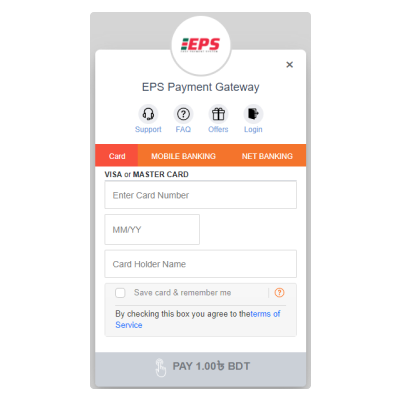 EPS
EPS Payment Gateway
Support FAQ Offers Login
Card MOBILE BANKING NET BANKING
VISA or MASTER CARD
Enter Card Number
MM/YY
Card Holder Name
Save card & remember me
By checking this box you agree to theterms of
Service
PAY 1.00৳ BDT